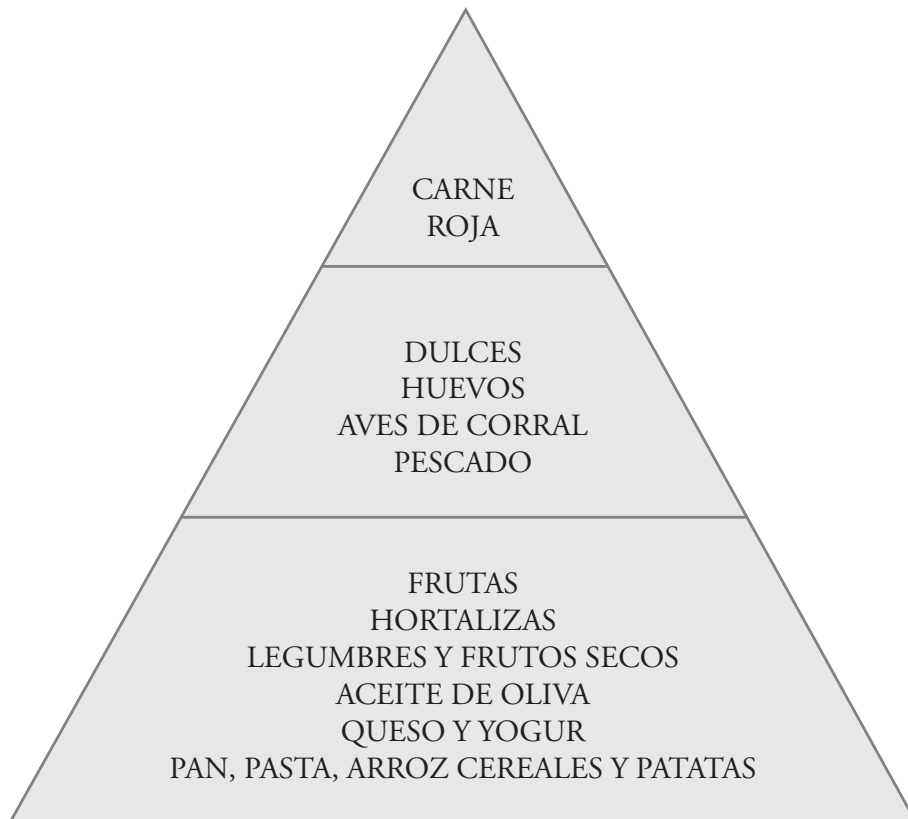 CARNE
ROJA
DULCES
HUEVOS
AVES DE CORRAL
PESCADO
FRUTAS
HORTALIZAS
LEGUMBRES Y FRUTOS SECOS
ACEITE DE OLIVA
QUESO Y YOGUR
PAN, PASTA, ARROZ CEREALES Y PATATAS